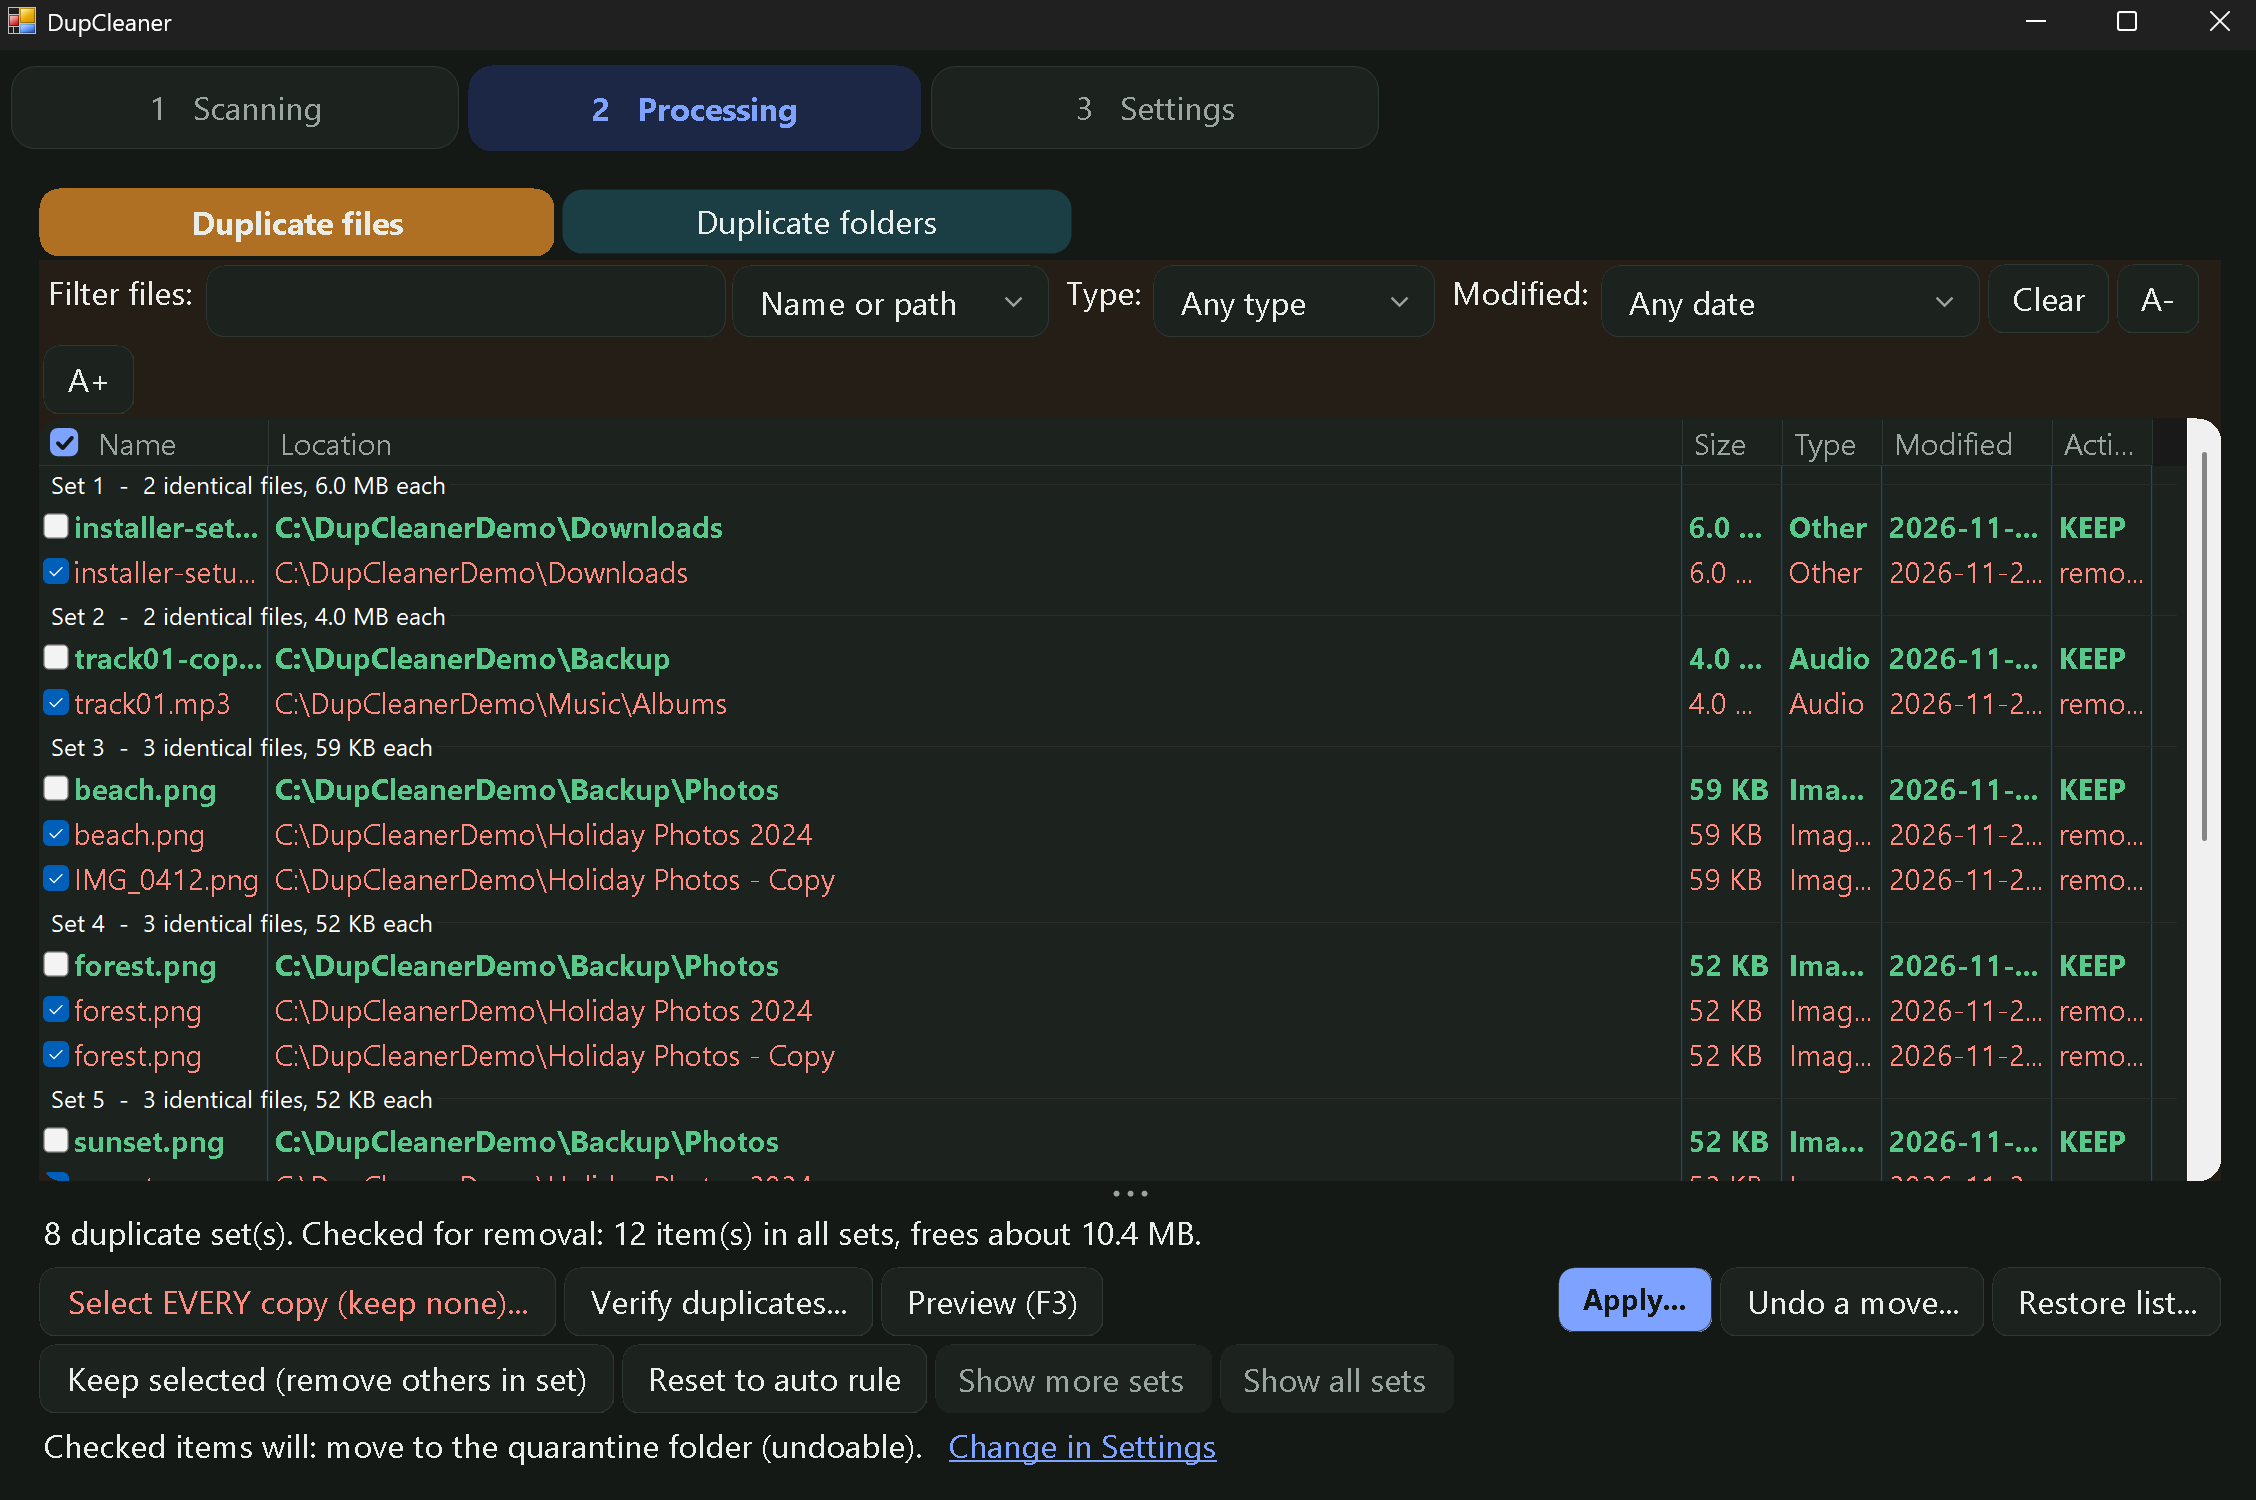 DupCleaner
1 Scanning
2 Processing
3 Settings
Duplicate files
Duplicate folders
Filter files:
Name or path
Type:
Any type
Modified:
Any date
Clear
A-
A+
Name Location Size Type Modified Acti...
Set 1 - 2 identical files, 6.0 MB each
installer-set... C:\DupCleanerDemo\Downloads 6.0 ... Other 2026-11-... KEEP
installer-setu... C:\DupCleanerDemo\Downloads 6.0 ... Other 2026-11-2... remo...
Set 2 - 2 identical files, 4.0 MB each
track01-cop... C:\DupCleanerDemo\Backup 4.0 ... Audio 2026-11-... KEEP
track01.mp3 C:\DupCleanerDemo\Music\Albums 4.0 ... Audio 2026-11-2... remo...
Set 3 - 3 identical files, 59 KB each
beach.png C:\DupCleanerDemo\Backup\Photos 59 KB Ima... 2026-11-... KEEP
beach.png C:\DupCleanerDemo\Holiday Photos 2024 59 KB Imag... 2026-11-2... remo...
IMG_0412.png C:\DupCleanerDemo\Holiday Photos - Copy 59 KB Imag... 2026-11-2... remo...
Set 4 - 3 identical files, 52 KB each
forest.png C:\DupCleanerDemo\Backup\Photos 52 KB Ima... 2026-11-... KEEP
forest.png C:\DupCleanerDemo\Holiday Photos 2024 52 KB Imag... 2026-11-2... remo...
forest.png C:\DupCleanerDemo\Holiday Photos - Copy 52 KB Imag... 2026-11-2... remo...
Set 5 - 3 identical files, 52 KB each
sunset.png C:\DupCleanerDemo\Backup\Photos 52 KB Ima... 2026-11-... KEEP
8 duplicate set(s). Checked for removal: 12 item(s) in all sets, frees about 10.4 MB.
Select EVERY copy (keep none)...
Verify duplicates...
Preview (F3)
Apply...
Undo a move...
Restore list...
Keep selected (remove others in set)
Reset to auto rule
Show more sets
Show all sets
Checked items will: move to the quarantine folder (undoable). Change in Settings